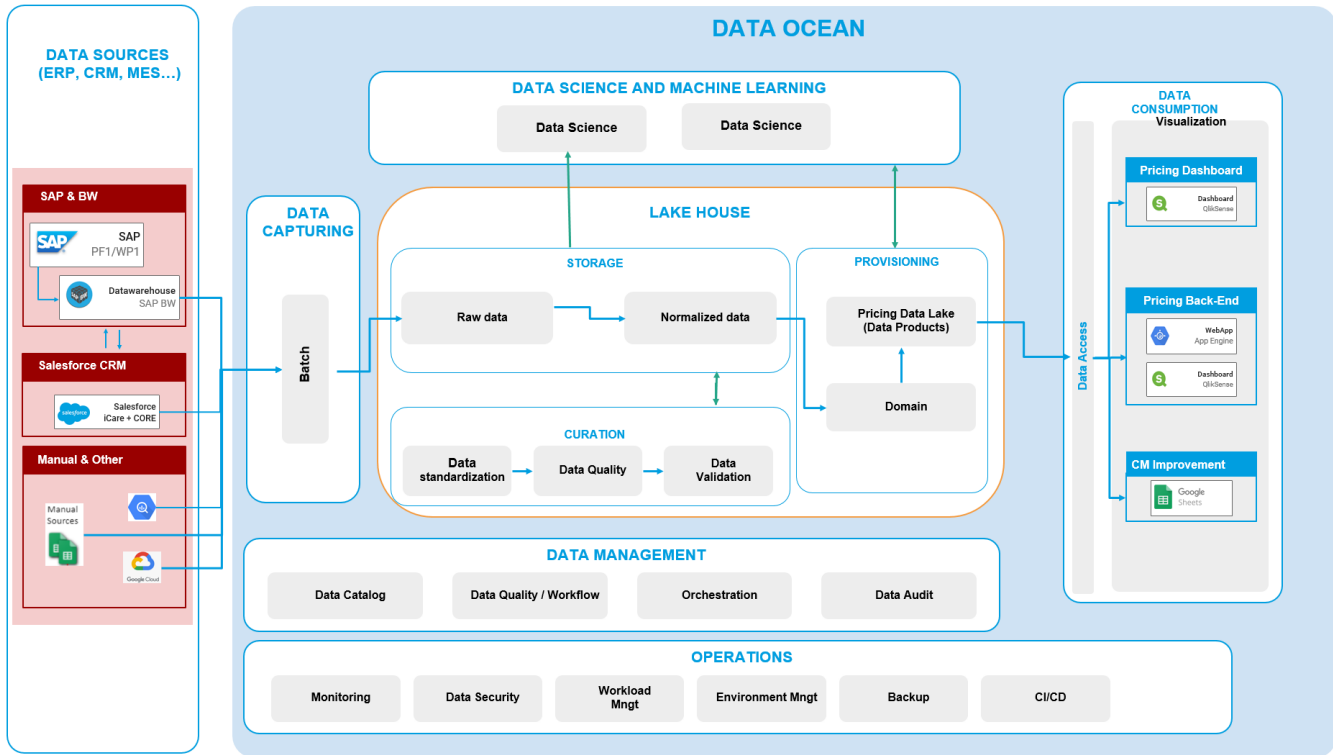 DATA OCEAN
DATA SOURCES
(ERP, CRM, MES...)
SAP & BW
SAP
SAP
PF1/WP1
Datawarehouse
SAP BW
Salesforce CRM
salesforce
Salesforce
iCare + CORE
Manual & Other
Manual
Sources
Google Cloud
DATA
CAPTURING
Batch
DATA SCIENCE AND MACHINE LEARNING
Data Science
Data Science
LAKE HOUSE
STORAGE
Raw data
Normalized data
CURATION
Data
standardization
Data Quality
Data
Validation
PROVISIONING
Pricing Data Lake
(Data Products)
Domain
DATA
CONSUMPTION
Visualization
Data Access
Pricing Dashboard
Dashboard
QlikSense
Pricing Back-End
WebApp
App Engine
Dashboard
QlikSense
CM Improvement
Google
Sheets
DATA MANAGEMENT
Data Catalog
Data Quality / Workflow
Orchestration
Data Audit
OPERATIONS
Monitoring
Data Security
Workload
Mngt
Environment Mngt
Backup
CI/CD